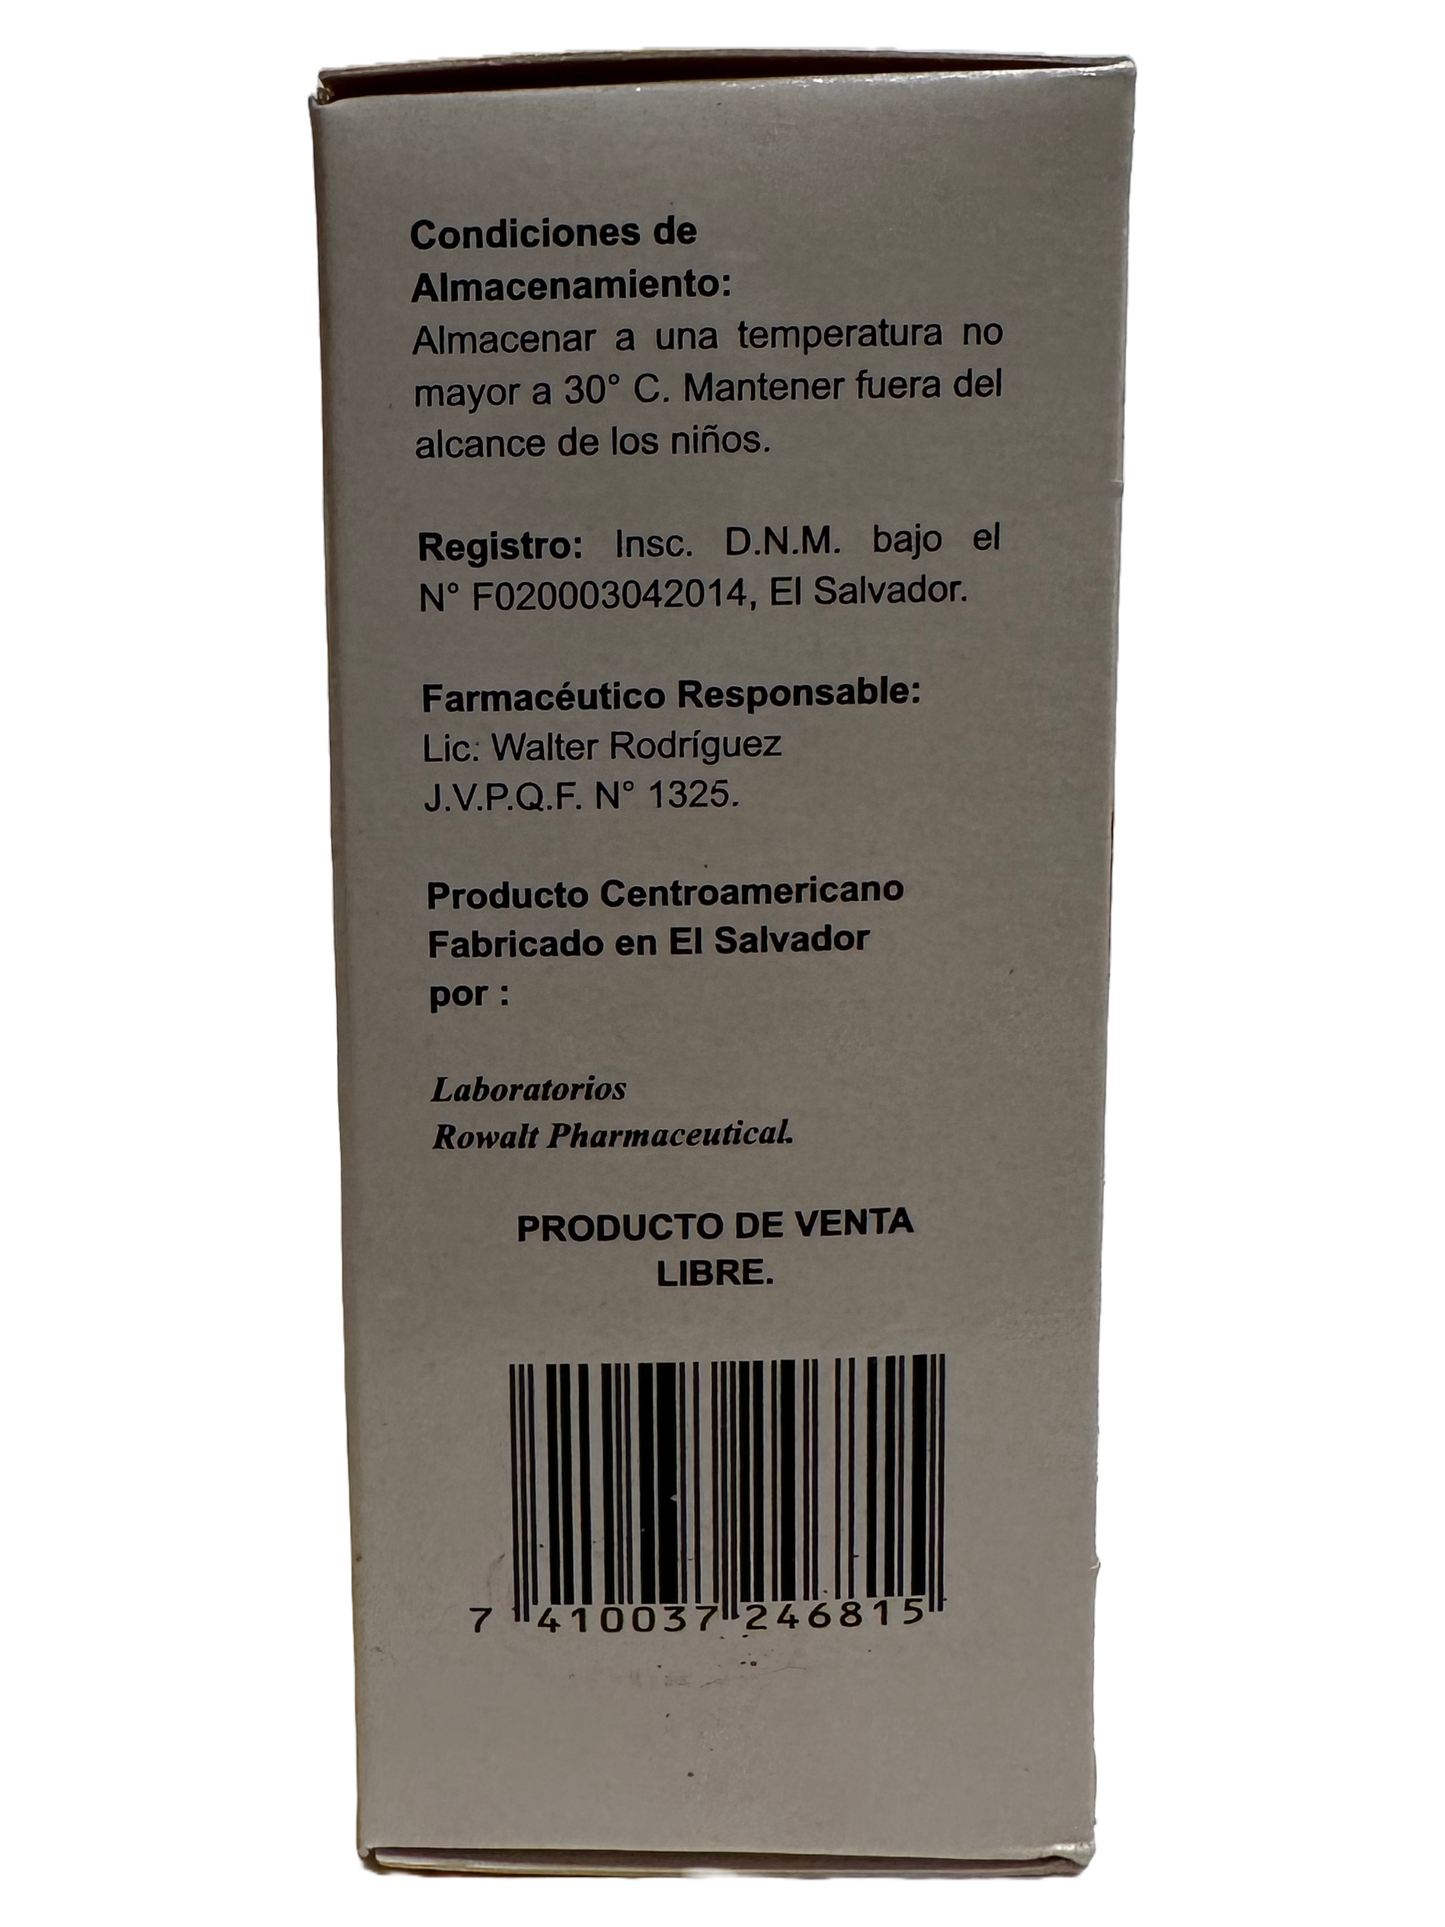 Condiciones de
Almacenamiento:
Almacenar a una temperatura no
mayor a 30° C. Mantener fuera del
alcance de los niños.
Registro: Insc. D.N.M. bajo el
N° F020003042014, El Salvador.
Farmacéutico Responsable:
Lic: Walter Rodríguez
J.V.P.Q.F. N° 1325.
Producto Centroamericano
Fabricado en El Salvador
por :
Laboratorios
Rowalt Pharmaceutical.
PRODUCTO DE VENTA
LIBRE.
7 410037 246815